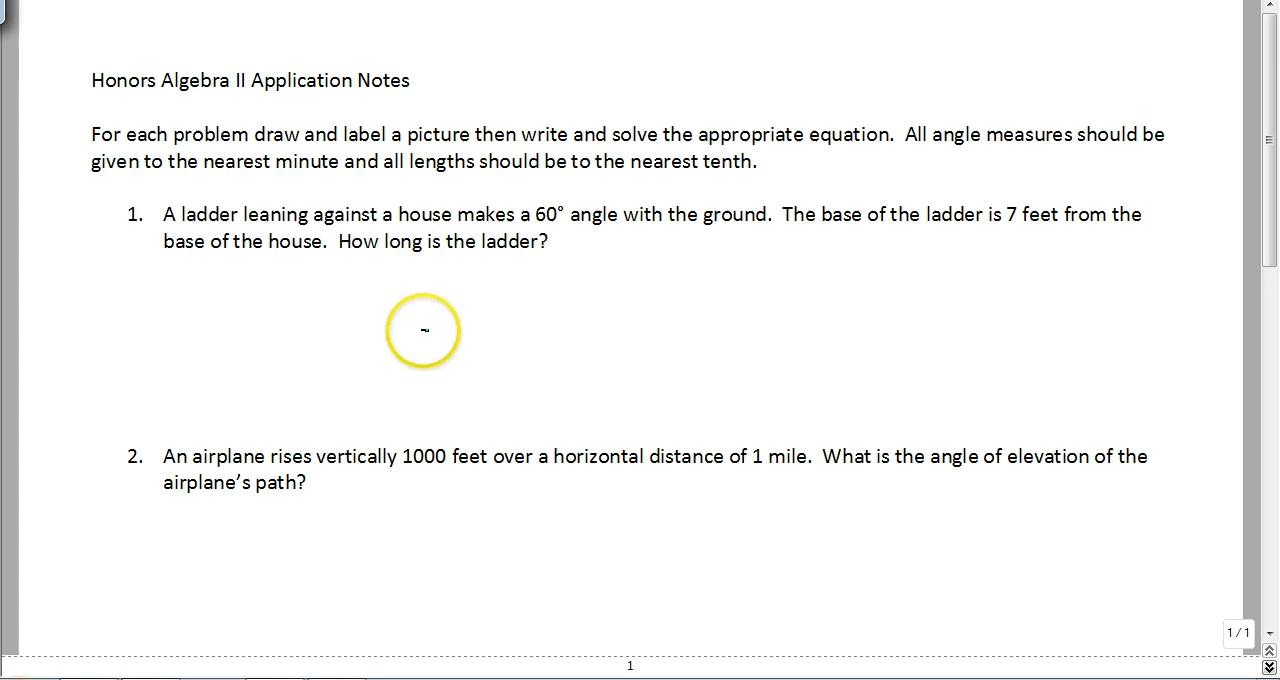 Honors Algebra II Application Notes
For each problem draw and label a picture then write and solve the appropriate equation.  All angle measures should be
given to the nearest minute and all lengths should be to the nearest tenth.
1.  A ladder leaning against a house makes a 60° angle with the ground.  The base of the ladder is 7 feet from the
base of the house.  How long is the ladder?
2.  An airplane rises vertically 1000 feet over a horizontal distance of 1 mile.  What is the angle of elevation of the
airplane’s path?
1/1
1